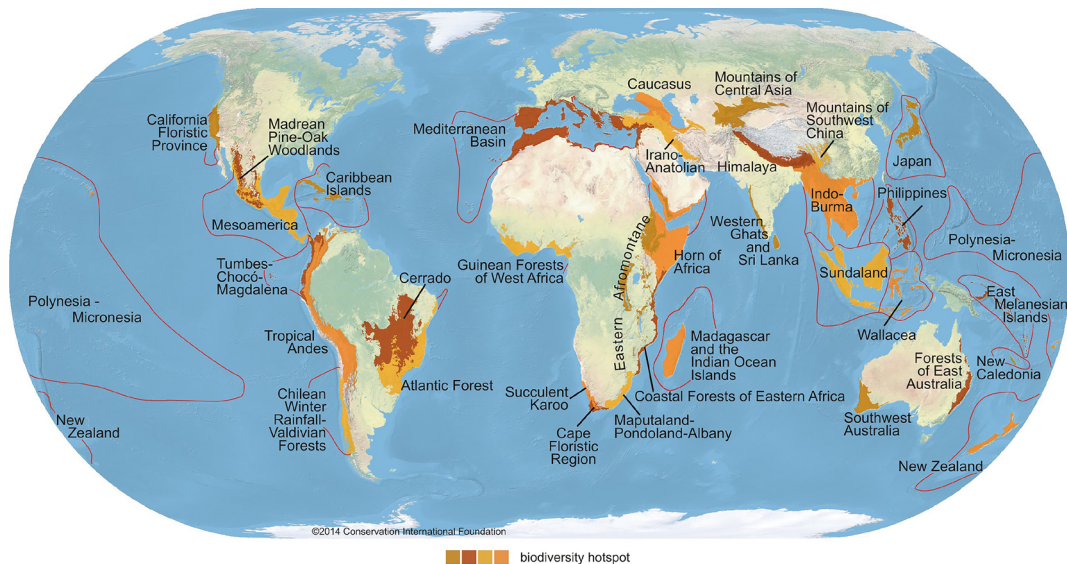 California
Floristic
Province
Madrean
Pine-Oak
Woodlands
Caribbean
Islands
Mesoamerica
Tumbes-
Chocó-
Magdalena
Polynesia -
Micronesia
Tropical
Andes
Cerrado
Atlantic Forest
Chilean
Winter
Rainfall-
Valdivian
Forests
New
Zealand
Mediterranean
Basin
Caucasus
Mountains of
Central Asia
Mountains of
Southwest
China
Irano-
Anatolian
Himalaya
Japan
Indo-
Burma
Philippines
Western
Ghats
and
Sri Lanka
Guinean Forests
of West Africa
Eastern Afromontane
Horn of
Africa
Sundaland
Polynesia-
Micronesia
East
Melanesian
Islands
Wallacea
Madagascar
and the
Indian Ocean
Islands
Succulent
Karoo
Coastal Forests of Eastern Africa
Maputaland-
Pondoland-Albany
Cape
Floristic
Region
Forests
of East
Australia
New
Caledonia
Southwest
Australia
New Zealand
©2014 Conservation International Foundation
biodiversity hotspot